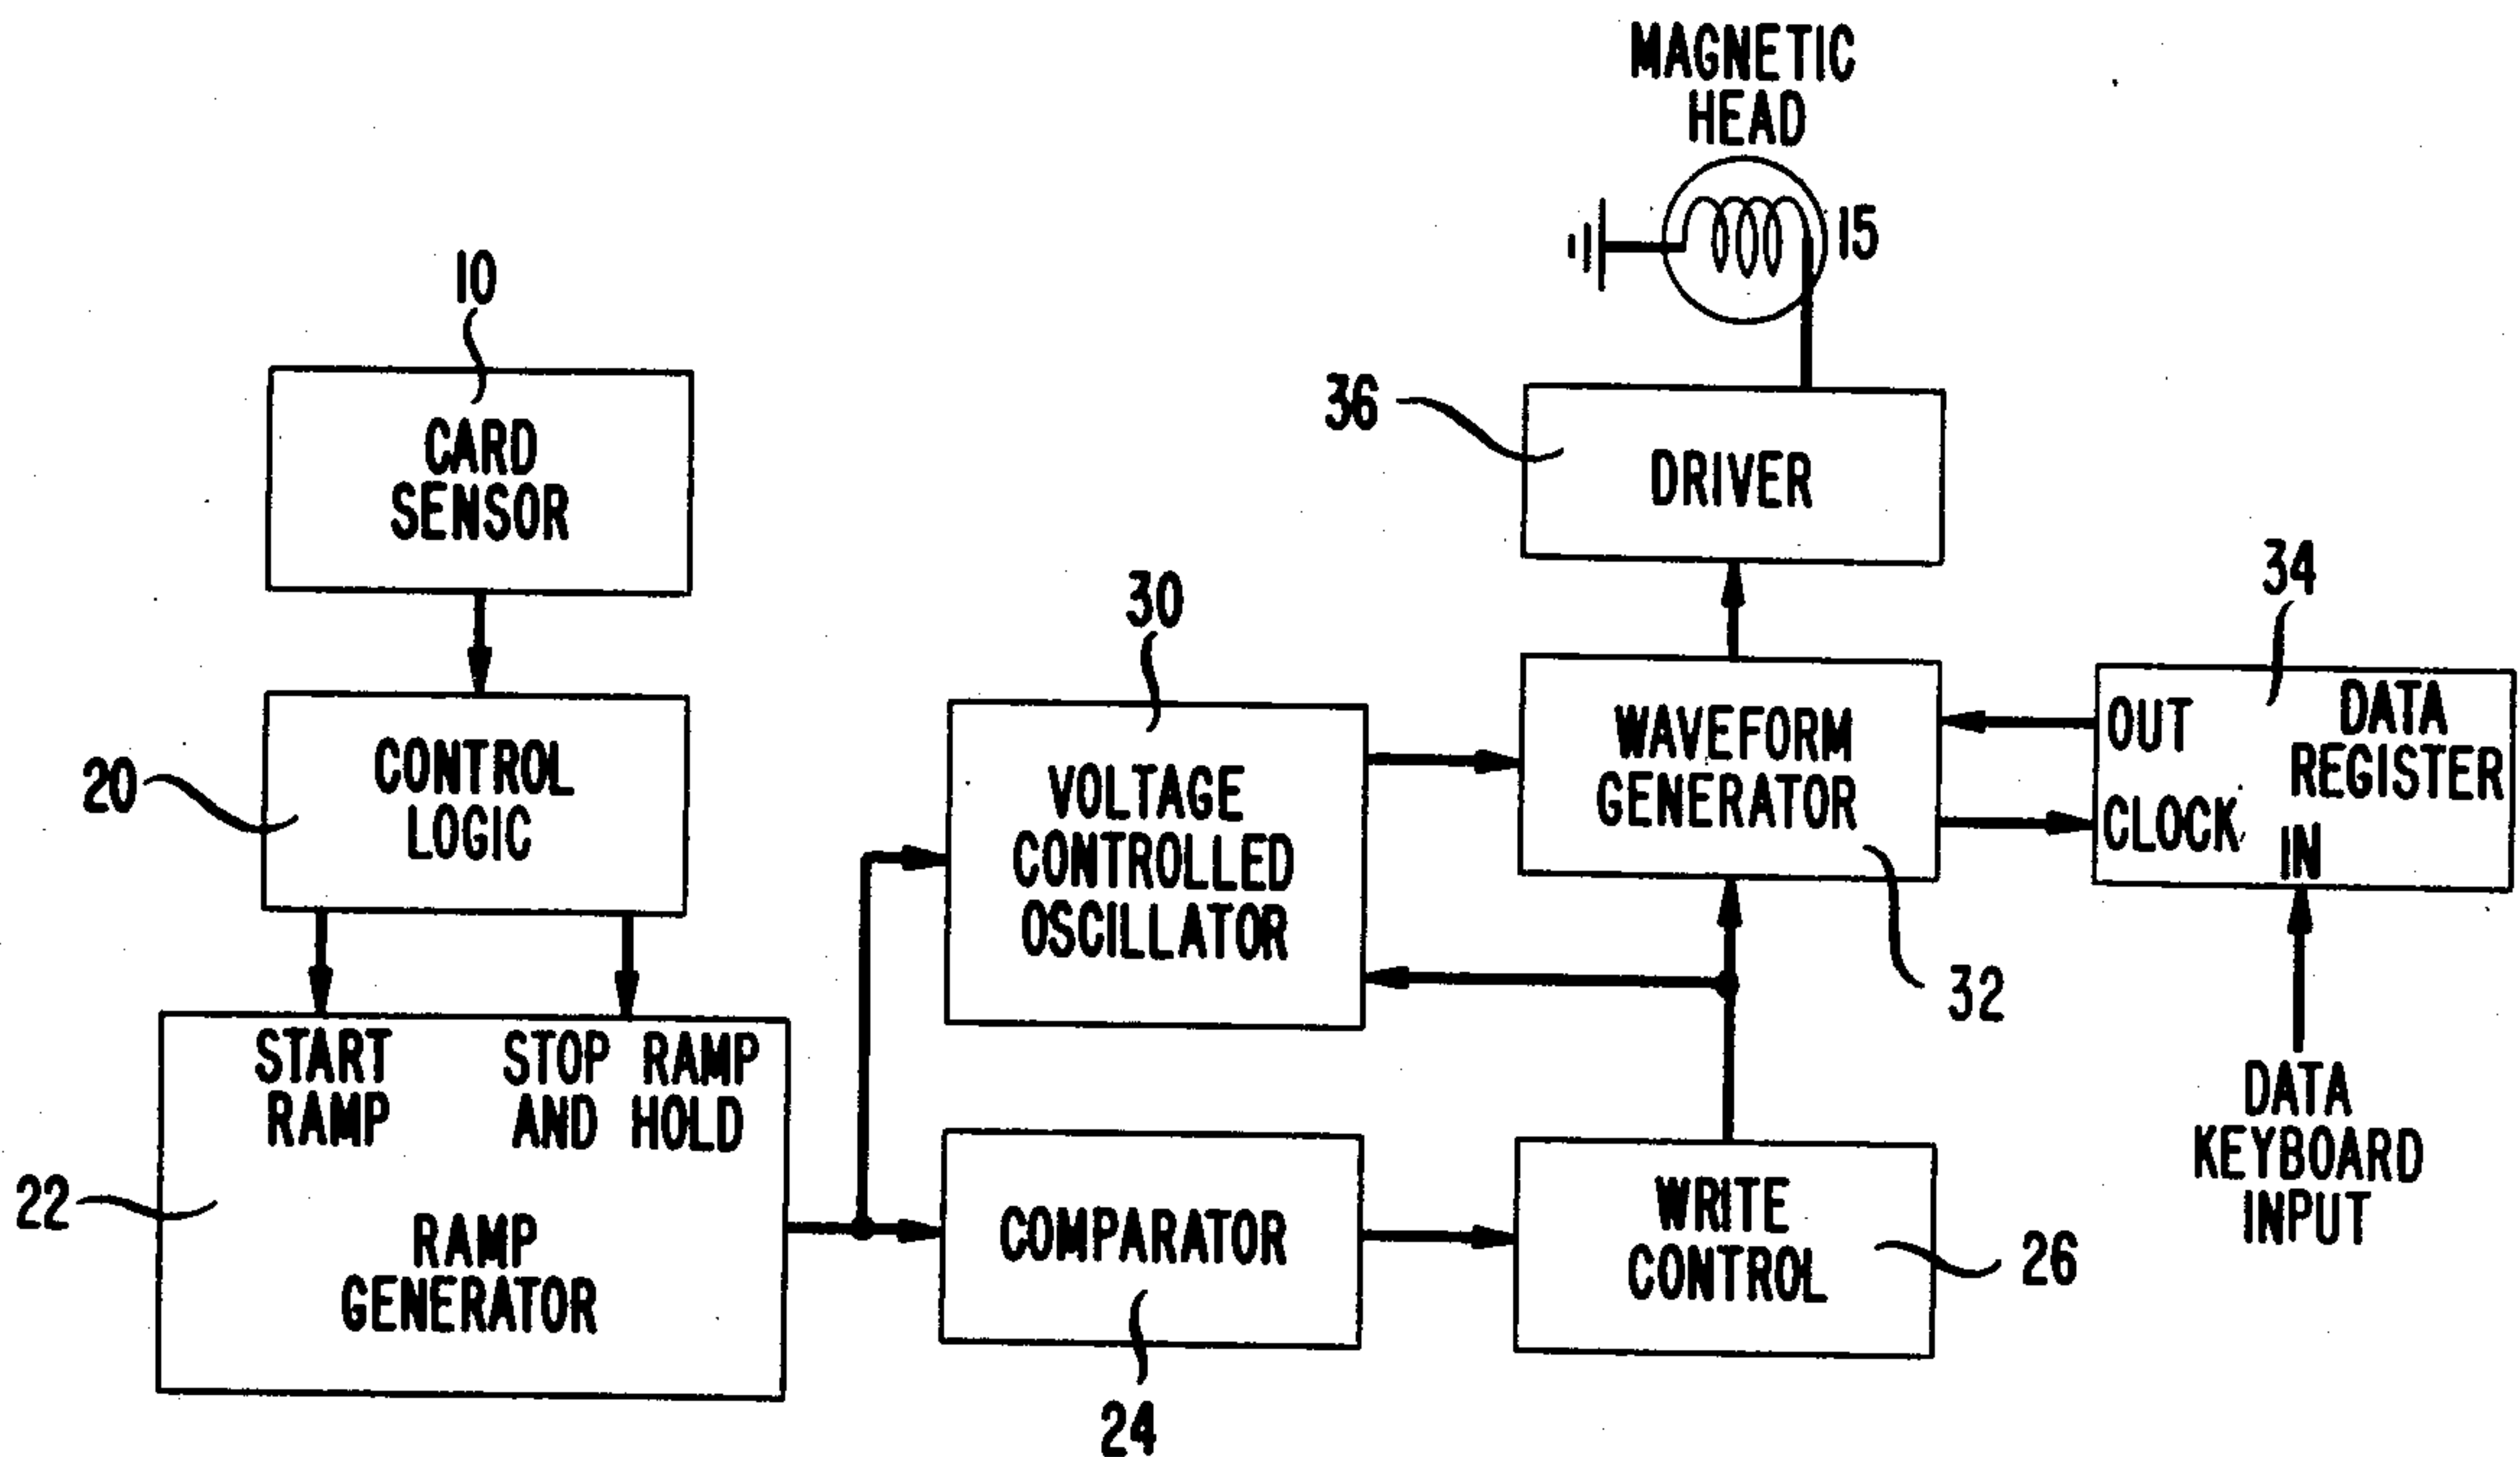 MAGNETIC
HEAD
15
10
CARD
SENSOR
36
DRIVER
34
30
20
CONTROL
LOGIC
VOLTAGE
CONTROLLED
OSCILLATOR
WAVEFORM
GENERATOR
32
OUT
DATA
REGISTER
CLOCK
IN
START
RAMP
STOP RAMP
AND HOLD
22
RAMP
GENERATOR
COMPARATOR
24
WRITE
CONTROL
26
DATA
KEYBOARD
INPUT